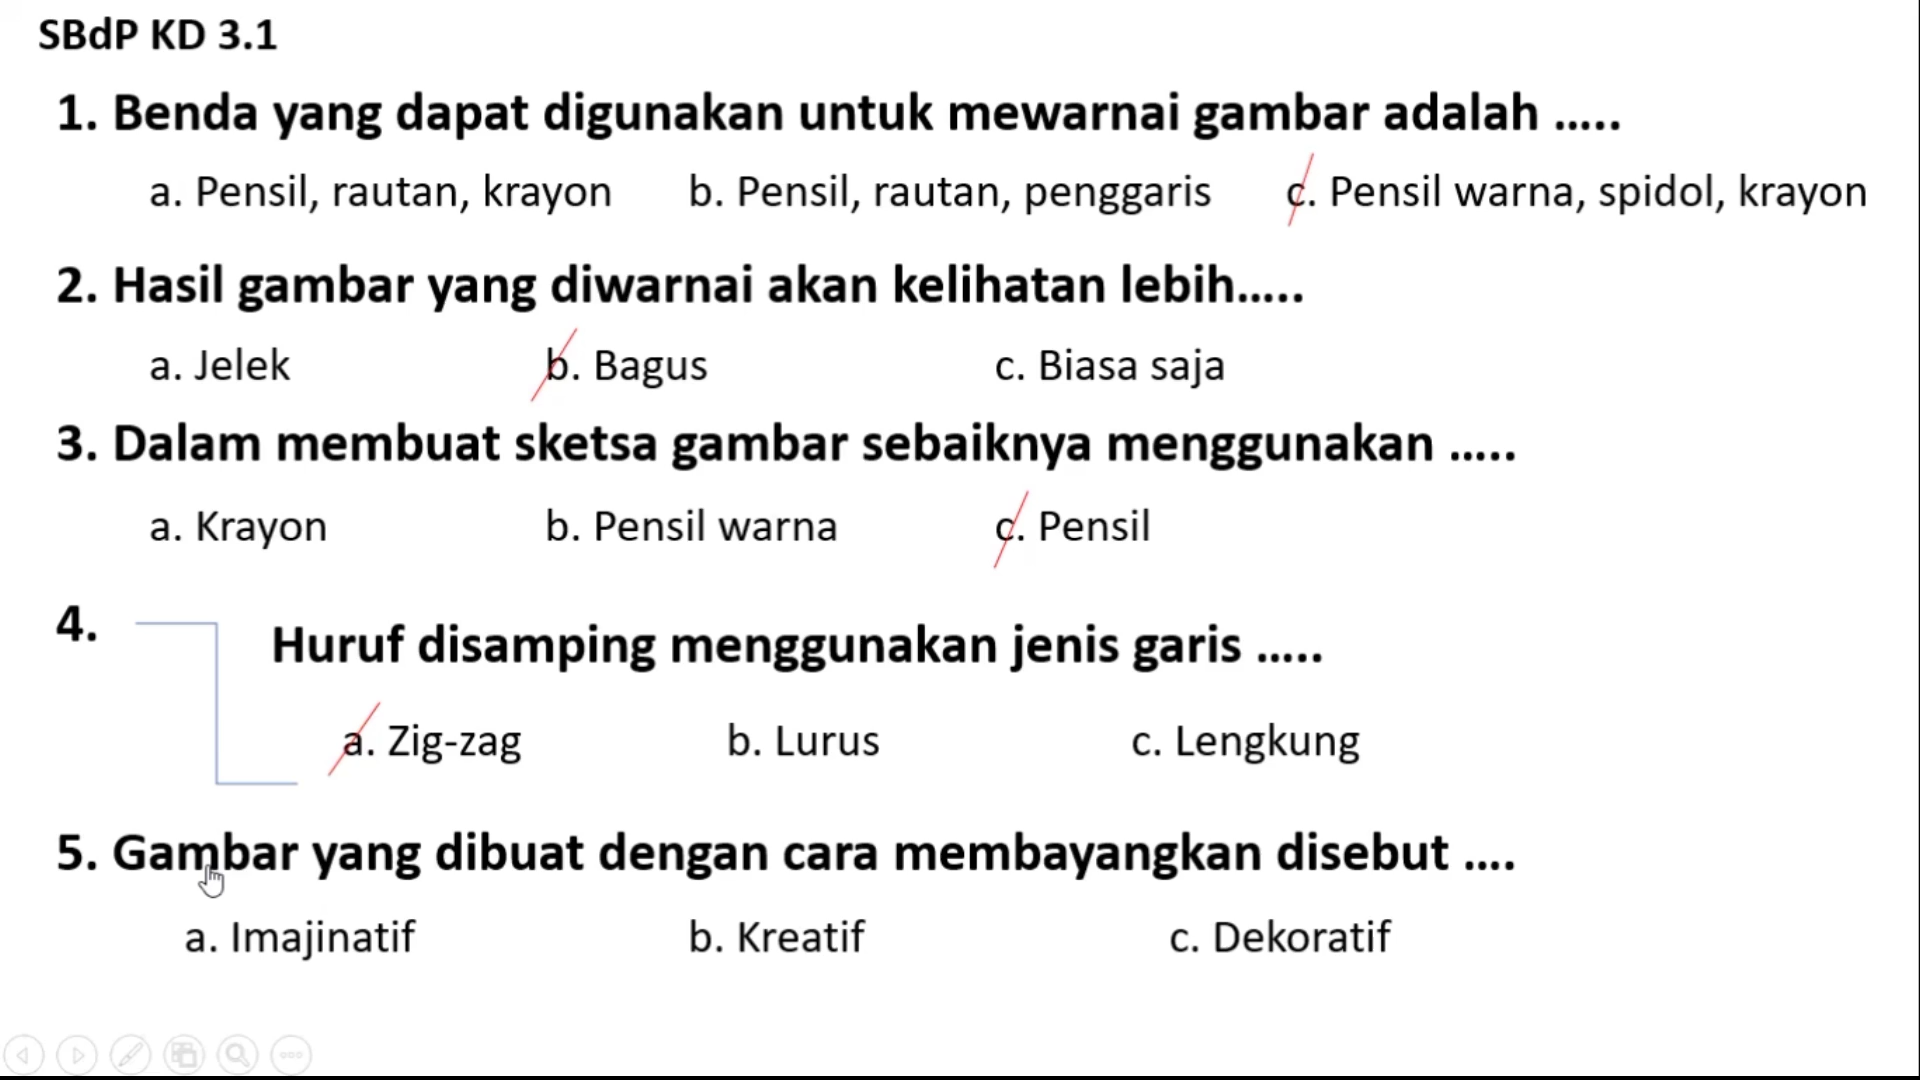 SBdP KD 3.1
1. Benda yang dapat digunakan untuk mewarnai gambar adalah .....
a. Pensil, rautan, krayon b. Pensil, rautan, penggaris c. Pensil warna, spidol, krayon
2. Hasil gambar yang diwarnai akan kelihatan lebih.....
a. Jelek b. Bagus c. Biasa saja
3. Dalam membuat sketsa gambar sebaiknya menggunakan .....
a. Krayon b. Pensil warna c. Pensil
4. Huruf disamping menggunakan jenis garis .....
a. Zig-zag b. Lurus c. Lengkung
5. Gambar yang dibuat dengan cara membayangkan disebut ....
a. Imajinatif b. Kreatif c. Dekoratif